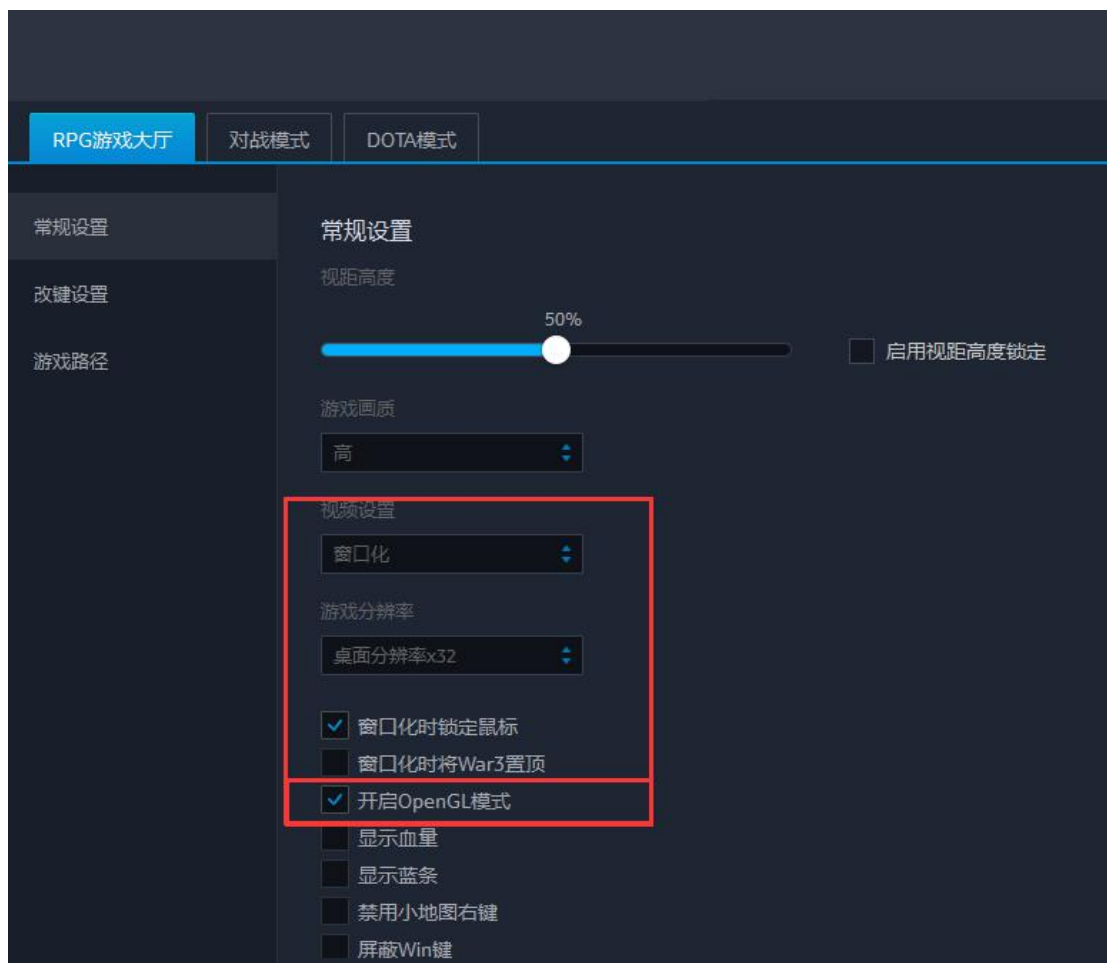 RPG游戏大厅 对战模式 DOTA模式
常规设置
改键设置
游戏路径
常规设置
视距高度
50%
启用视距高度锁定
游戏画质
高
视频设置
窗口化
游戏分辨率
桌面分辨率x32
窗口化时锁定鼠标
窗口化时将War3置顶
开启OpenGL模式
显示血量
显示蓝条
禁用小地图右键
屏蔽Win键